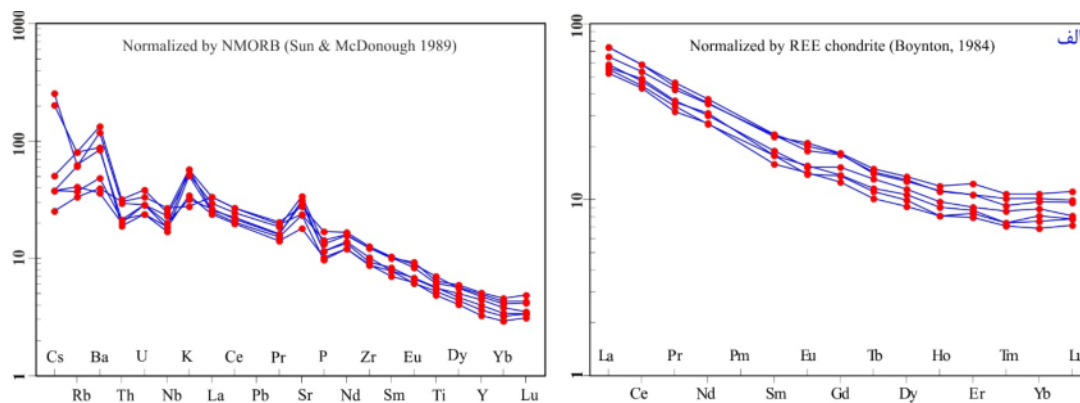 Normalized by NMORB (Sun & McDonough 1989)
1000
100
10
1
Cs Ba U K Ce Pr P Zr Eu Dy Yb
Rb Th Nb La Pb Sr Nd Sm Ti Y Lu
Normalized by REE chondrite (Boynton, 1984)
الف
100
10
1
La Pr Pm Eu Tb Ho Tm Lu
Ce Nd Sm Gd Dy Er Yb